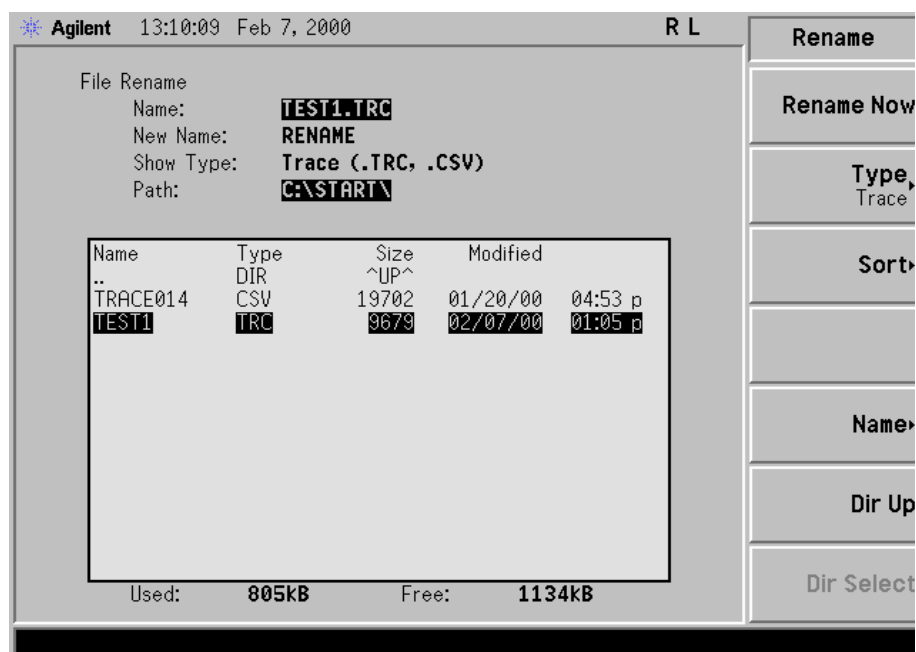 Agilent 13:10:09 Feb 7, 2000 R L
File Rename
Name: TEST1.TRC
New Name: RENAME
Show Type: Trace (.TRC, .CSV)
Path: C:\START\
Name Type Size Modified
.. DIR ^UP^
TRACE014 CSV 19702 01/20/00 04:53 p
TEST1 TRC 9679 02/07/00 01:05 p
Used: 805kB Free: 1134kB
Rename
Rename Now
Type
Trace
Sort
Name
Dir Up
Dir Select